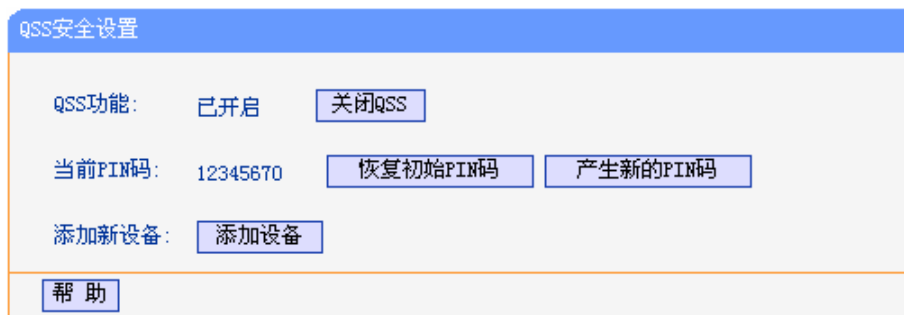 QSS安全设置
QSS功能: 已开启 关闭QSS
当前PIN码: 12345670 恢复初始PIN码 产生新的PIN码
添加新设备: 添加设备
帮 助